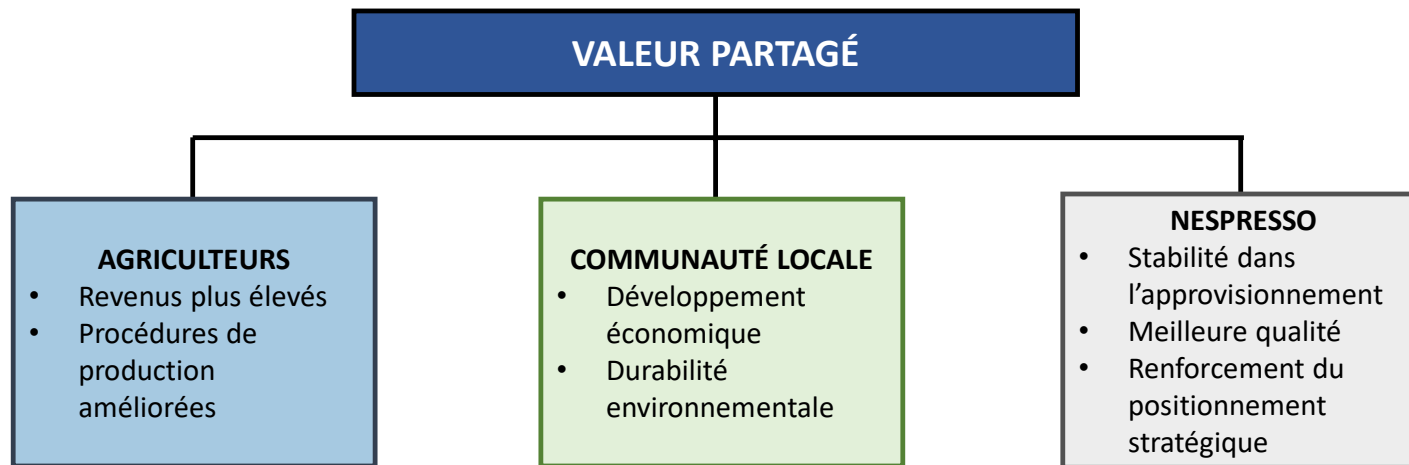 VALEUR PARTAGÉ
AGRICULTEURS
• Revenus plus élevés
• Procédures de
production
améliorées
COMMUNAUTÉ LOCALE
• Développement
économique
• Durabilité
environnementale
NESPRESSO
• Stabilité dans
l’approvisionnement
• Meilleure qualité
• Renforcement du
positionnement
stratégique